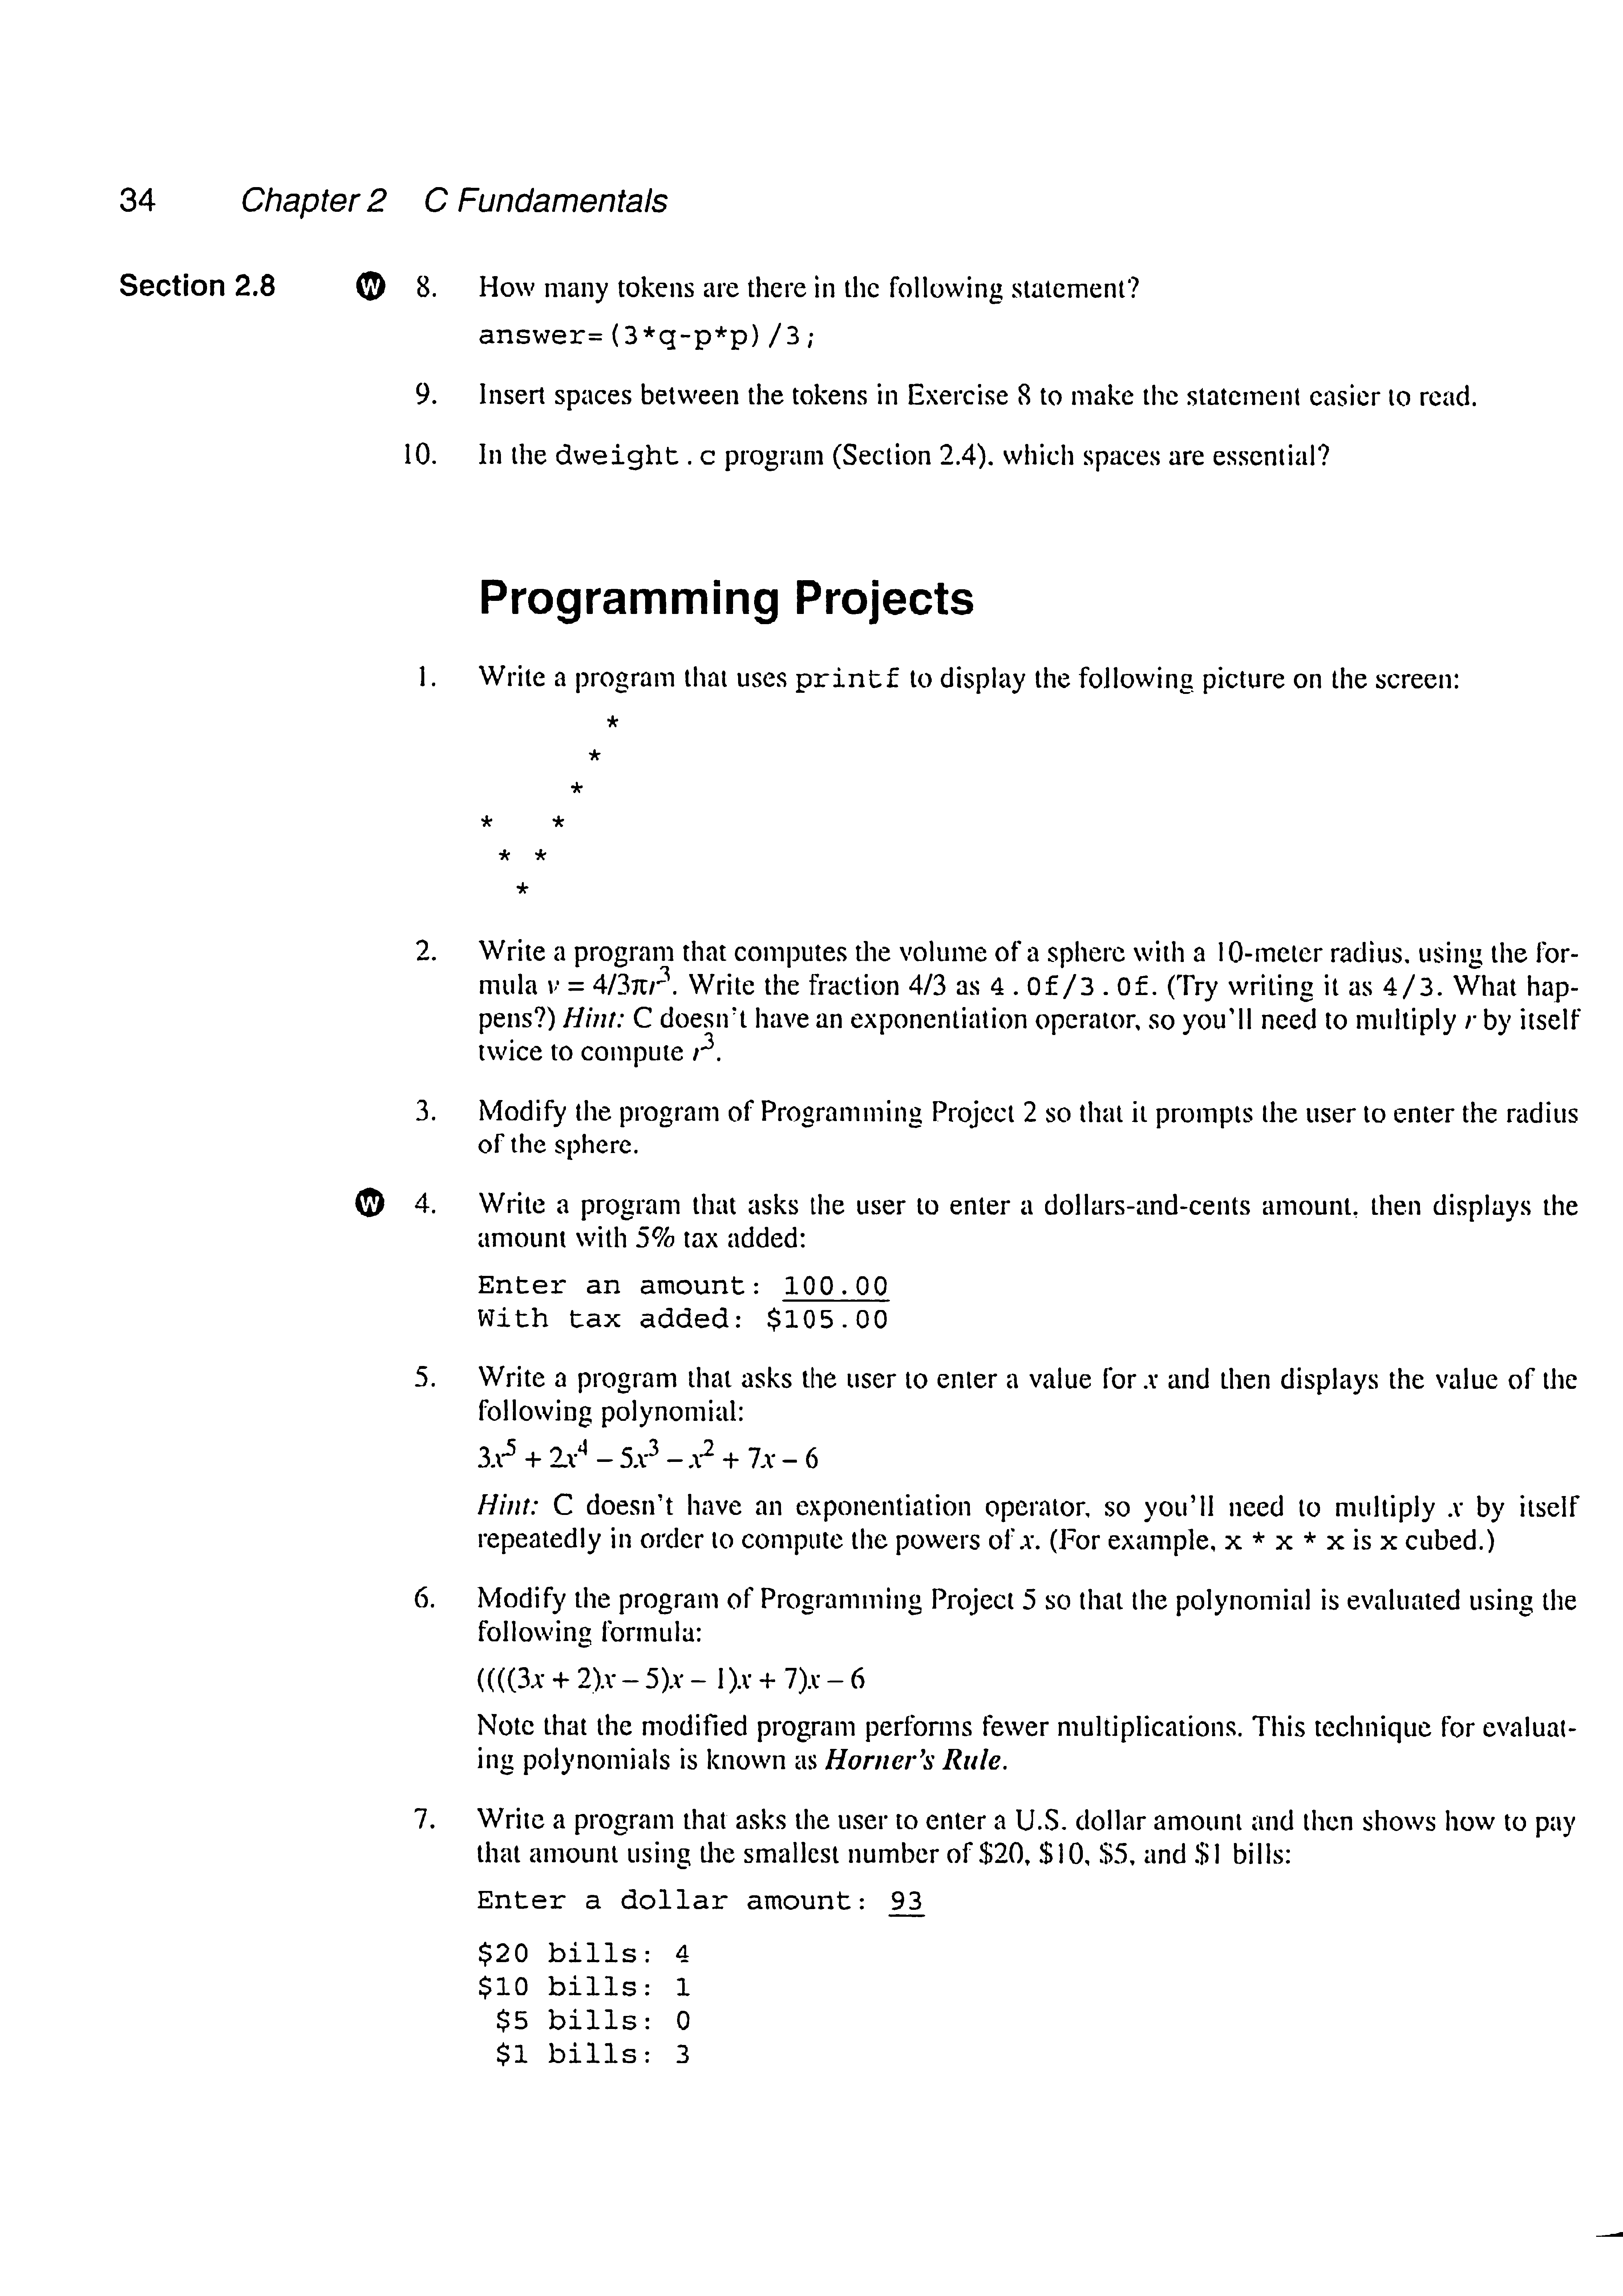 34 Chapter 2 C Fundamentals
Section 2.8 W 8. How many tokens are there in the following statement?
answer=(3*q-p*p)/3;
9. Insert spaces between the tokens in Exercise 8 to make the statement easier to read.
10. In the dweight.c program (Section 2.4), which spaces are essential?
Programming Projects
1. Write a program that uses printf to display the following picture on the screen:
       *
      *
     *
*   *
 * *
  *
2. Write a program that computes the volume of a sphere with a 10-meter radius, using the for-
mula v = 4/3πr³. Write the fraction 4/3 as 4.0f/3.0f. (Try writing it as 4/3. What hap-
pens?) Hint: C doesn't have an exponentiation operator, so you'll need to multiply r by itself
twice to compute r³.
3. Modify the program of Programming Project 2 so that it prompts the user to enter the radius
of the sphere.
W 4. Write a program that asks the user to enter a dollars-and-cents amount, then displays the
amount with 5% tax added:
Enter an amount: 100.00
With tax added: $105.00
5. Write a program that asks the user to enter a value for x and then displays the value of the
following polynomial:
3x⁵ + 2x⁴ – 5x³ – x² + 7x – 6
Hint: C doesn't have an exponentiation operator, so you'll need to multiply x by itself
repeatedly in order to compute the powers of x. (For example, x * x * x is x cubed.)
6. Modify the program of Programming Project 5 so that the polynomial is evaluated using the
following formula:
((((3x + 2)x – 5)x – 1)x + 7)x – 6
Note that the modified program performs fewer multiplications. This technique for evaluat-
ing polynomials is known as Horner's Rule.
7. Write a program that asks the user to enter a U.S. dollar amount and then shows how to pay
that amount using the smallest number of $20, $10, $5, and $1 bills:
Enter a dollar amount: 93
$20 bills: 4
$10 bills: 1
 $5 bills: 0
 $1 bills: 3